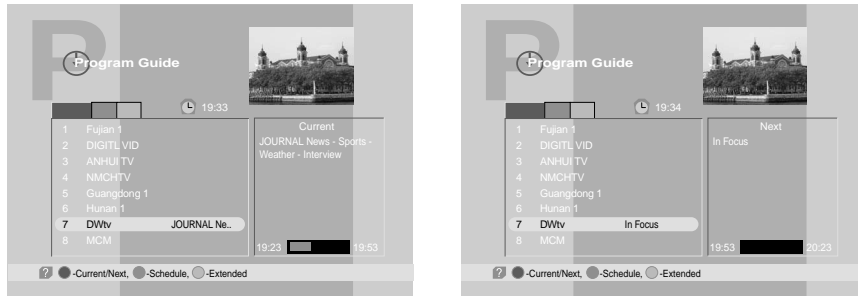 P
Program Guide
19:33
1 Fujian 1
2 DIGITL VID
3 ANHUI TV
4 NMCHTV
5 Guangdong 1
6 Hunan 1
7 DWtv JOURNAL Ne..
8 MCM
Current
JOURNAL News - Sports -
Weather - Interview
19:23 19:53
? -Current/Next, -Schedule, -Extended
P
Program Guide
19:34
1 Fujian 1
2 DIGITL VID
3 ANHUI TV
4 NMCHTV
5 Guangdong 1
6 Hunan 1
7 DWtv In Focus
8 MCM
Next
In Focus
19:53 20:23
? -Current/Next, -Schedule, -Extended